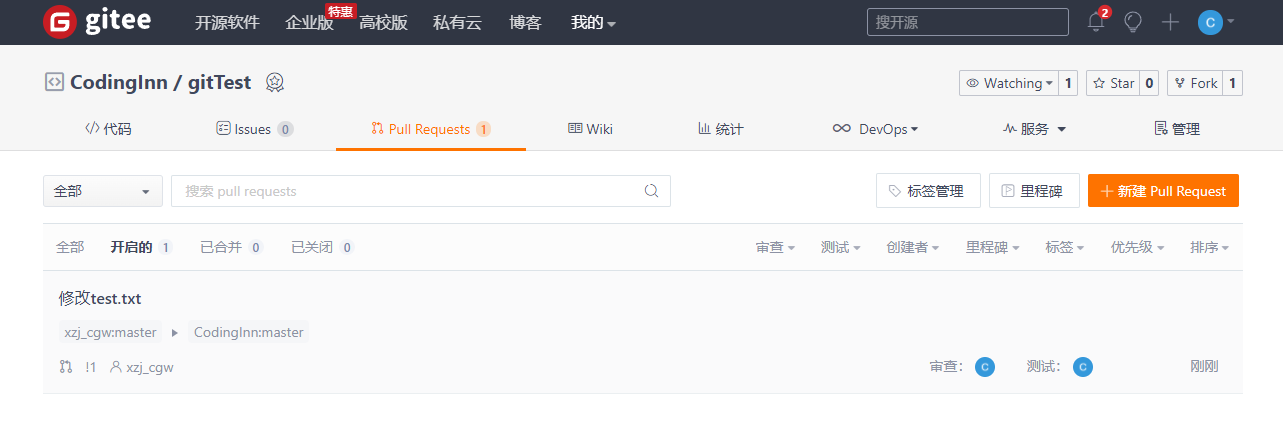 G gitee 开源软件 企业版 特惠 高校版 私有云 博客 我的 搜开源 2 C
CodingInn / gitTest Watching 1 Star 0 Fork 1
代码 Issues 0 Pull Requests 1 Wiki 统计 DevOps 服务 管理
全部 搜索 pull requests 标签管理 里程碑 新建 Pull Request
全部 开启的 1 已合并 0 已关闭 0 审查 测试 创建者 里程碑 标签 优先级 排序
修改test.txt
xzj_cgw:master CodingInn:master
!1 xzj_cgw 审查: C 测试: C 刚刚